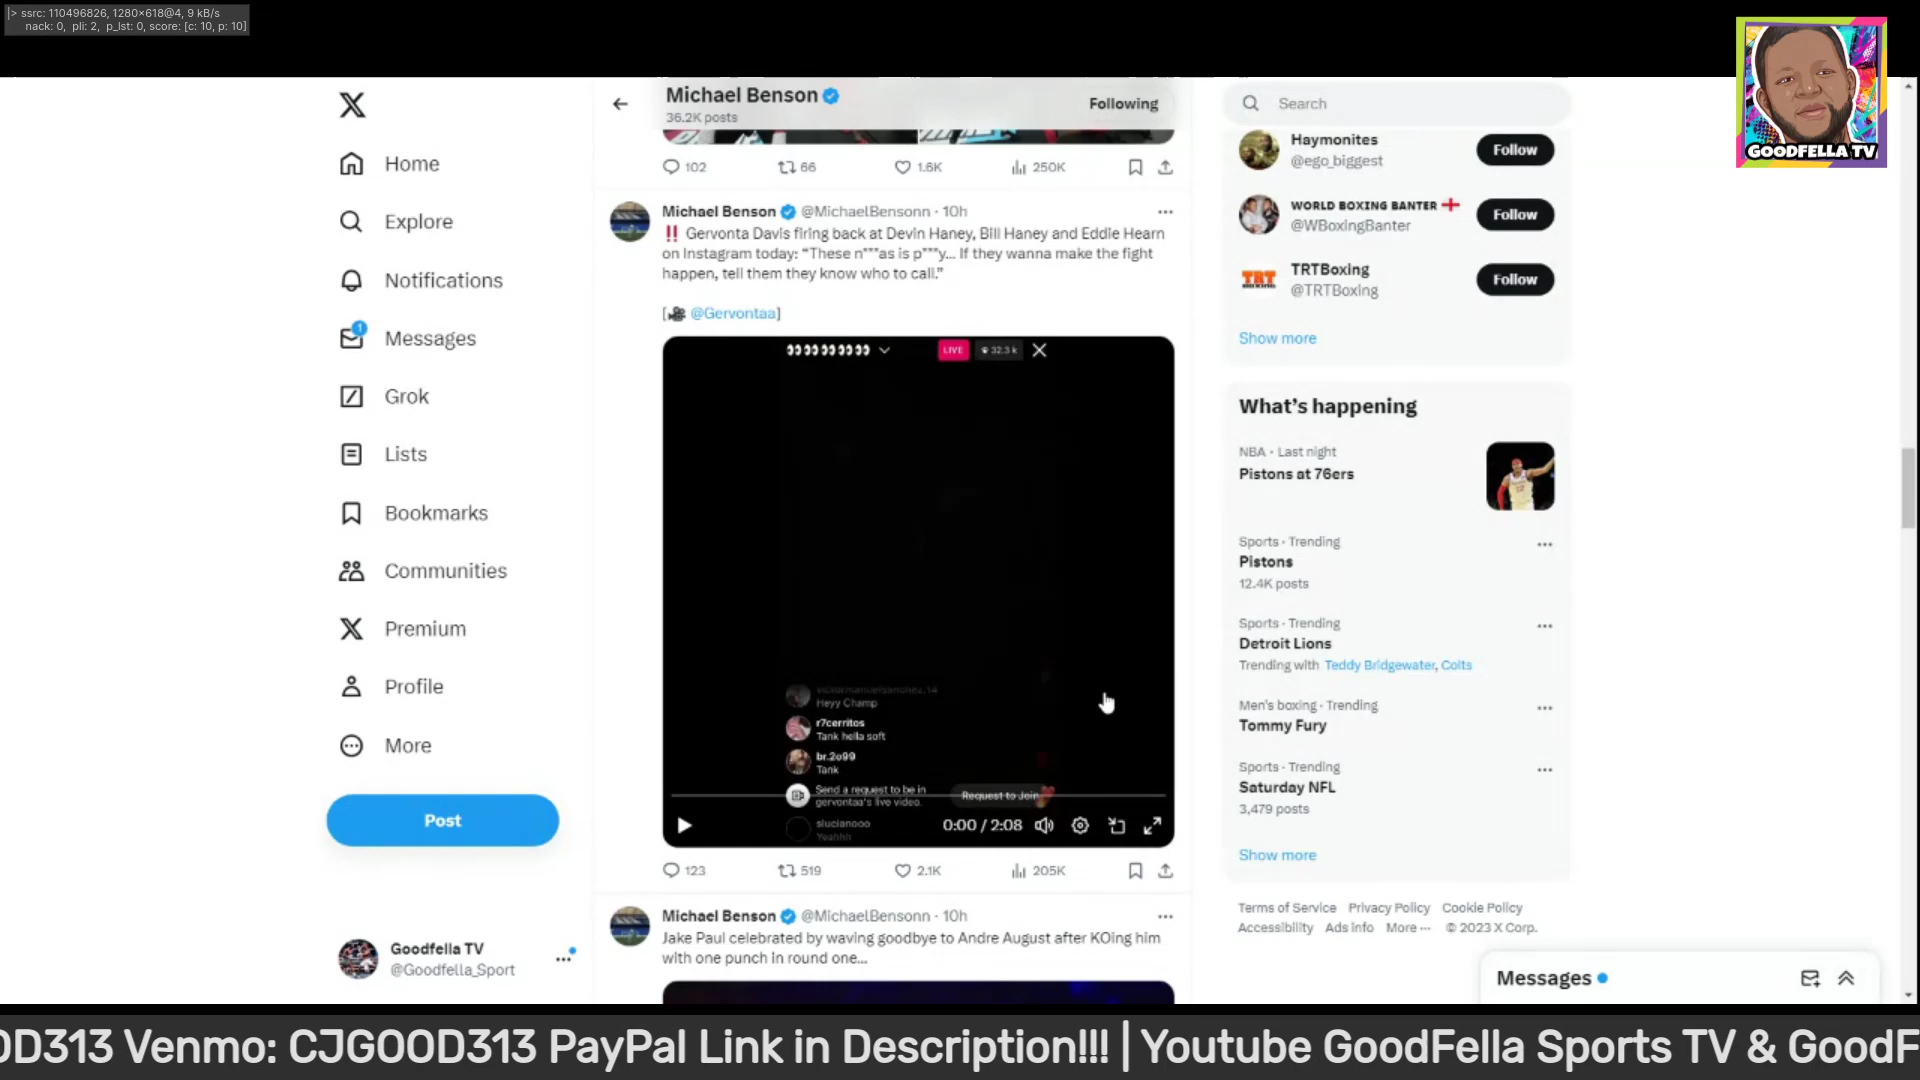 |> ssrc: 110496826, 1280×618@4, 9 kB/s
nack: 0, pli: 2, p_lst: 0, score: [c: 10, p: 10]
GOODFELLA TV
Home
Explore
Notifications
1
Messages
Grok
Lists
Bookmarks
Communities
Premium
Profile
More
Post
Goodfella TV
@Goodfella_Sport
Michael Benson
36.2K posts
Following
102 66 1.6K 250K
Michael Benson @MichaelBensonn · 10h
‼️ Gervonta Davis firing back at Devin Haney, Bill Haney and Eddie Hearn
on Instagram today: “These n***as is p***y... If they wanna make the fight
happen, tell them they know who to call.”
[🎥 @Gervontaa]
LIVE 32.3 k
victormanuelsanchez.14
Heyy Champ
r7cerritos
Tank hella soft
br.2o99
Tank
Send a request to be in
gervontaa's live video.
Request to Join
slucianooo
Yeahhh
0:00 / 2:08
123 519 2.1K 205K
Michael Benson @MichaelBensonn · 10h
Jake Paul celebrated by waving goodbye to Andre August after KOing him
with one punch in round one...
Search
Haymonites
@ego_biggest
Follow
WORLD BOXING BANTER
@WBoxingBanter
Follow
TRT
TRTBoxing
@TRTBoxing
Follow
Show more
What's happening
NBA · Last night
Pistons at 76ers
Sports · Trending
Pistons
12.4K posts
Sports · Trending
Detroit Lions
Trending with Teddy Bridgewater, Colts
Men's boxing · Trending
Tommy Fury
Sports · Trending
Saturday NFL
3,479 posts
Show more
Terms of Service Privacy Policy Cookie Policy
Accessibility Ads info More ··· © 2023 X Corp.
Messages
OD313 Venmo: CJGOOD313 PayPal Link in Description!!! | Youtube GoodFella Sports TV & GoodF